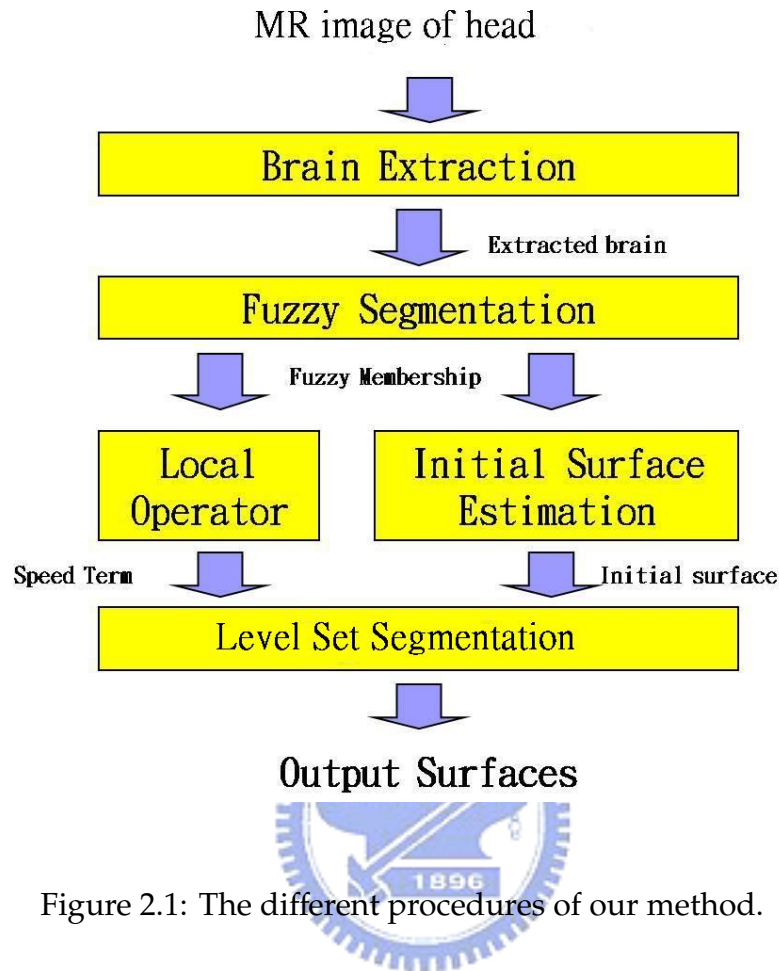 MR image of head
Brain Extraction
Extracted brain
Fuzzy Segmentation
Fuzzy Membership
Local
Operator
Initial Surface
Estimation
Speed Term
Initial surface
Level Set Segmentation
Output Surfaces
1896
Figure 2.1: The different procedures of our method.